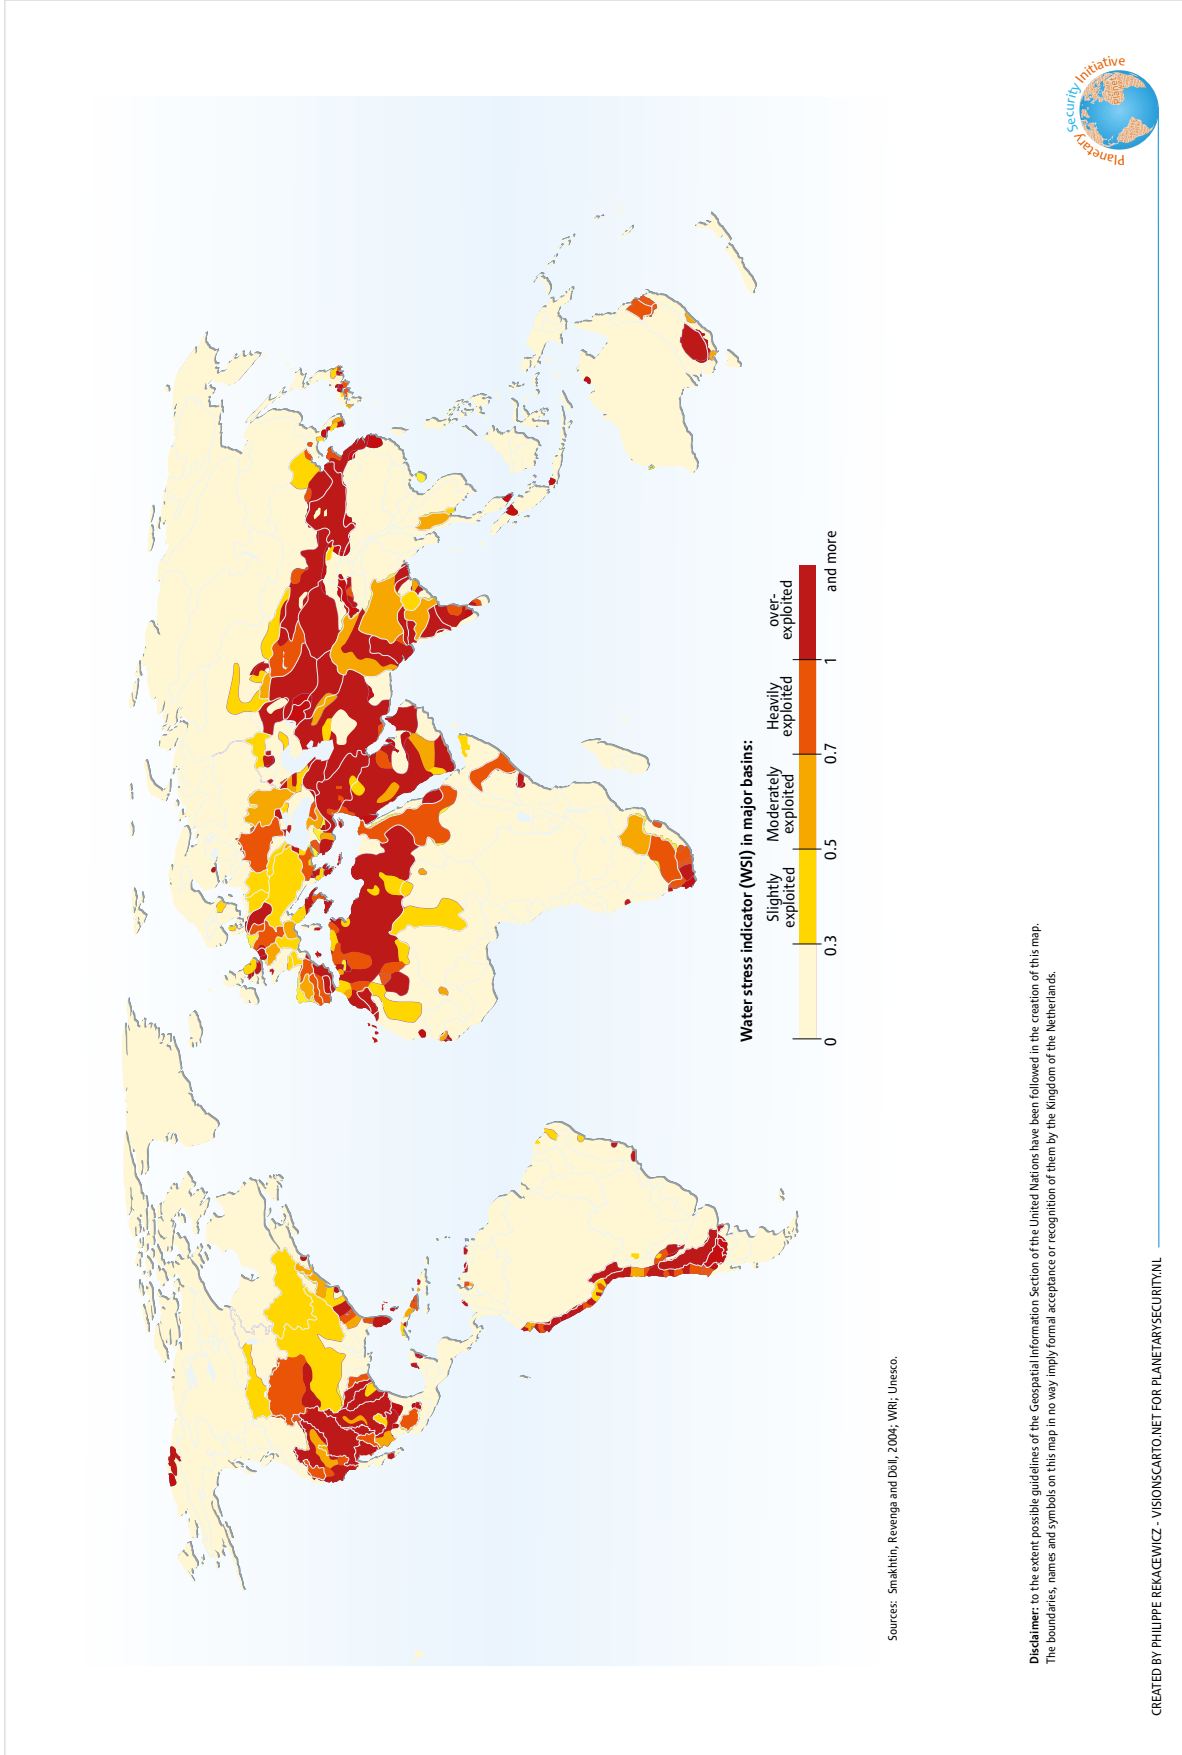 Planetary Security Initiative
Water stress indicator (WSI) in major basins:
Slightly
exploited
Moderately
exploited
Heavily
exploited
over-
exploited
0
0.3
0.5
0.7
1
and more
Sources: Smakhtin, Revenga and Döll, 2004; WRI; Unesco.
Disclaimer: to the extent possible guidelines of the Geospatial Information Section of the United Nations have been followed in the creation of this map.
The boundaries, names and symbols on this map in no way imply formal acceptance or recognition of them by the Kingdom of the Netherlands.
CREATED BY PHILIPPE REKACEWICZ - VISIONSCARTO.NET FOR PLANETARYSECURITY.NL